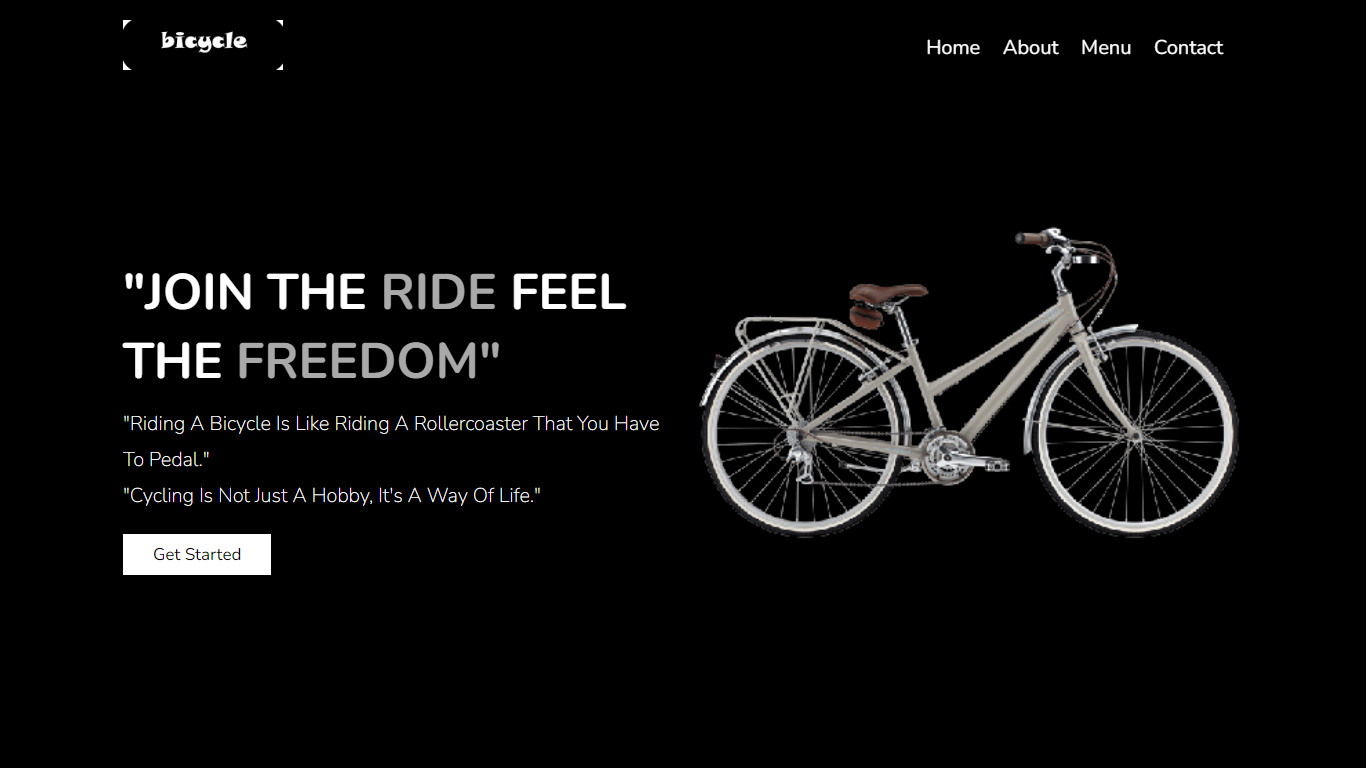 bicycle
Home About Menu Contact
"JOIN THE RIDE FEEL
THE FREEDOM"
"Riding A Bicycle Is Like Riding A Rollercoaster That You Have
To Pedal."
"Cycling Is Not Just A Hobby, It's A Way Of Life."
Get Started